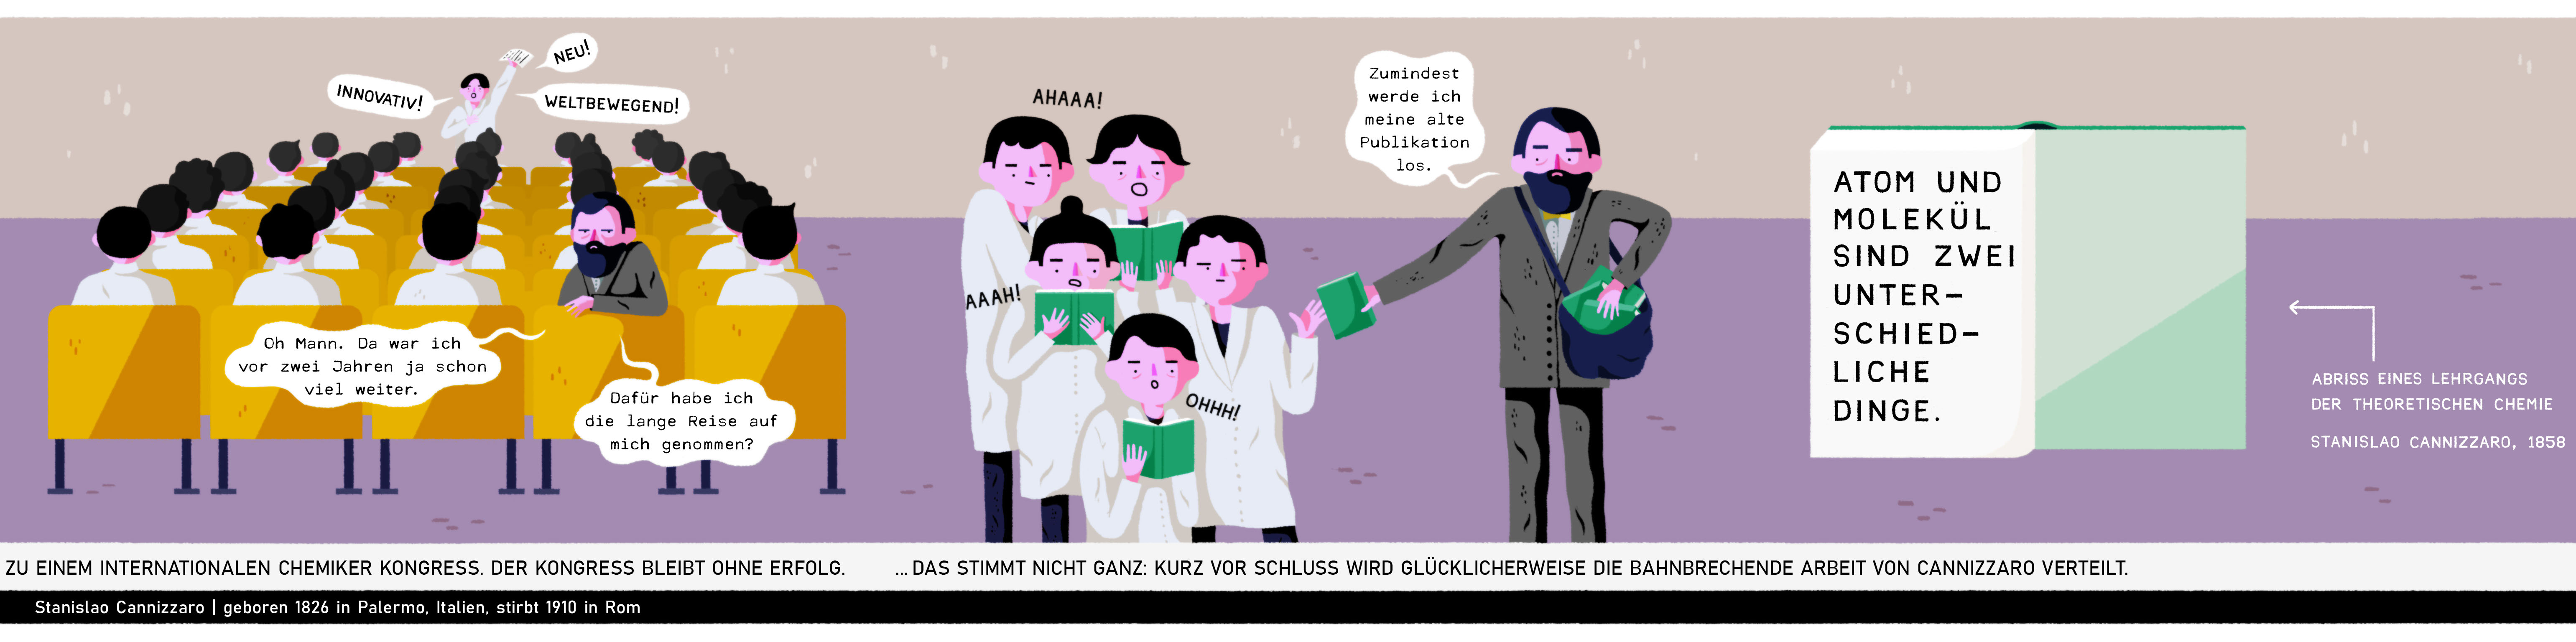 NEU!
INNOVATIV!
WELTBEWEGEND!
Oh Mann. Da war ich
vor zwei Jahren ja schon
viel weiter.
Dafür habe ich
die lange Reise auf
mich genommen?
AHAAA!
AAAH!
OHHH!
Zumindest
werde ich
meine alte
Publikation
los.
ATOM UND
MOLEKÜL
SIND ZWEI
UNTER-
SCHIED-
LICHE
DINGE.
ABRISS EINES LEHRGANGS
DER THEORETISCHEN CHEMIE
STANISLAO CANNIZZARO, 1858
ZU EINEM INTERNATIONALEN CHEMIKER KONGRESS. DER KONGRESS BLEIBT OHNE ERFOLG.
... DAS STIMMT NICHT GANZ: KURZ VOR SCHLUSS WIRD GLÜCKLICHERWEISE DIE BAHNBRECHENDE ARBEIT VON CANNIZZARO VERTEILT.
Stanislao Cannizzaro | geboren 1826 in Palermo, Italien, stirbt 1910 in Rom